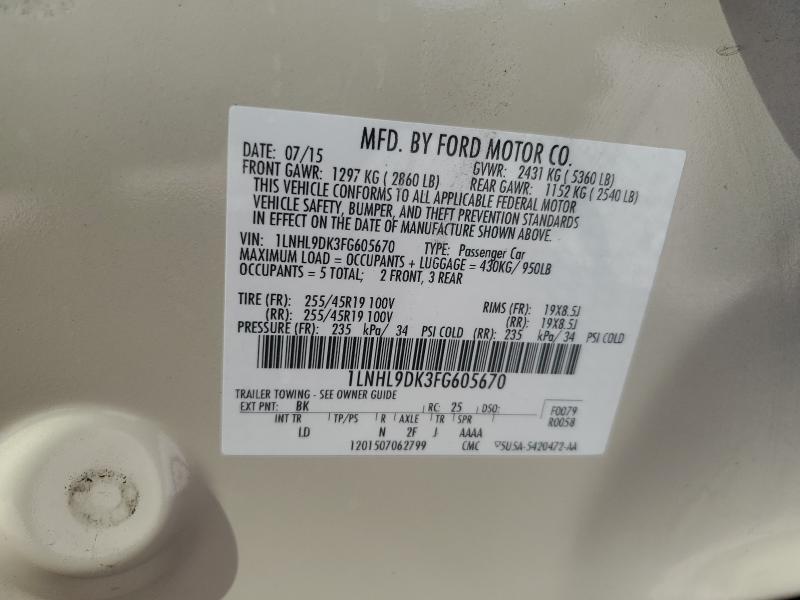 MFD. BY FORD MOTOR CO.
DATE: 07/15 GVWR: 2431 KG ( 5360 LB)
FRONT GAWR: 1297 KG ( 2860 LB) REAR GAWR: 1152 KG ( 2540 LB)
THIS VEHICLE CONFORMS TO ALL APPLICABLE FEDERAL MOTOR
VEHICLE SAFETY, BUMPER, AND THEFT PREVENTION STANDARDS
IN EFFECT ON THE DATE OF MANUFACTURE SHOWN ABOVE.
VIN: 1LNHL9DK3FG605670 TYPE: Passenger Car
MAXIMUM LOAD = OCCUPANTS + LUGGAGE = 430KG/ 950LB
OCCUPANTS = 5 TOTAL; 2 FRONT, 3 REAR
TIRE (FR): 255/45R19 100V RIMS (FR): 19X8.5J
(RR): 255/45R19 100V (RR): 19X8.5J
PRESSURE (FR): 235 kPa/ 34 PSI COLD (RR): 235 kPa/ 34 PSI COLD
1LNHL9DK3FG605670
TRAILER TOWING - SEE OWNER GUIDE
EXT PNT: BK RC: 25 DSO: F0079
INT TR TP/PS R AXLE TR SPR R0058
LD N 2F J AAAA
1201507062799 CMC 5U5A-5420472-AA